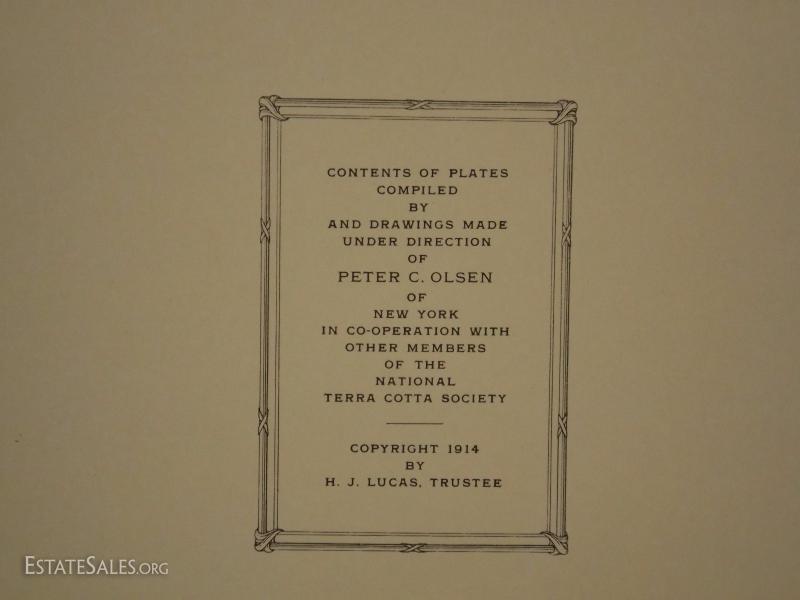 CONTENTS OF PLATES
COMPILED
BY
AND DRAWINGS MADE
UNDER DIRECTION
OF
PETER C. OLSEN
OF
NEW YORK
IN CO-OPERATION WITH
OTHER MEMBERS
OF THE
NATIONAL
TERRA COTTA SOCIETY
COPYRIGHT 1914
BY
H. J. LUCAS, TRUSTEE
ESTATESALES.ORG